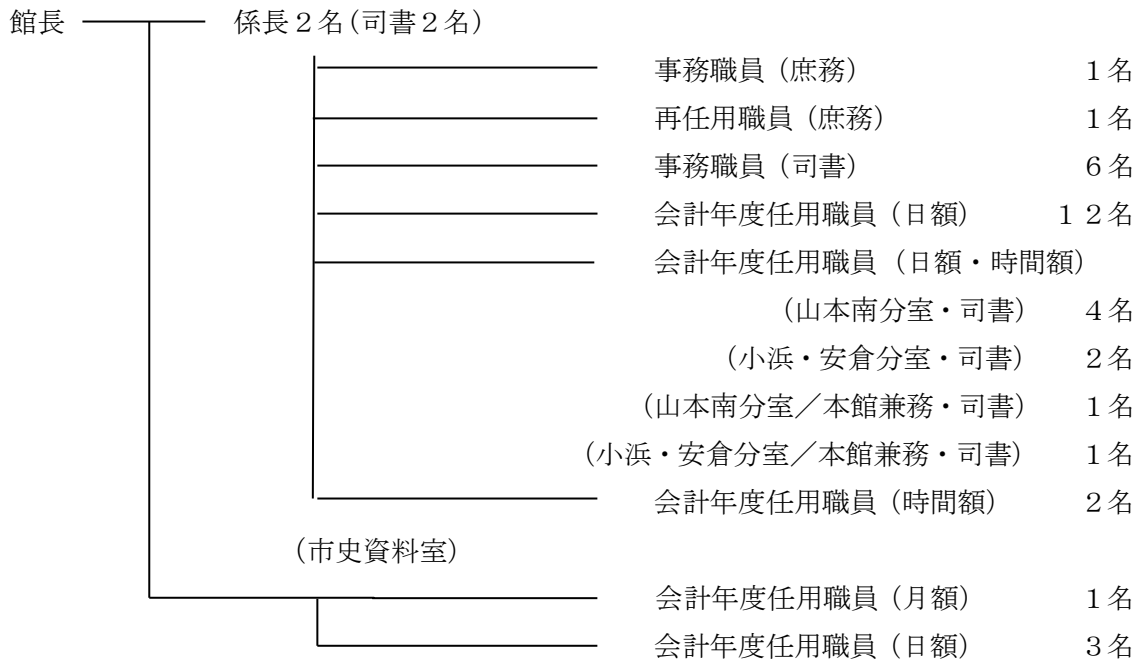 館長 係長２名(司書２名)
事務職員（庶務） １名
再任用職員（庶務） １名
事務職員（司書） ６名
会計年度任用職員（日額） １２名
会計年度任用職員（日額・時間額）
（山本南分室・司書） ４名
（小浜・安倉分室・司書） ２名
（山本南分室／本館兼務・司書） １名
（小浜・安倉分室／本館兼務・司書） １名
会計年度任用職員（時間額） ２名
（市史資料室）
会計年度任用職員（月額） １名
会計年度任用職員（日額） ３名